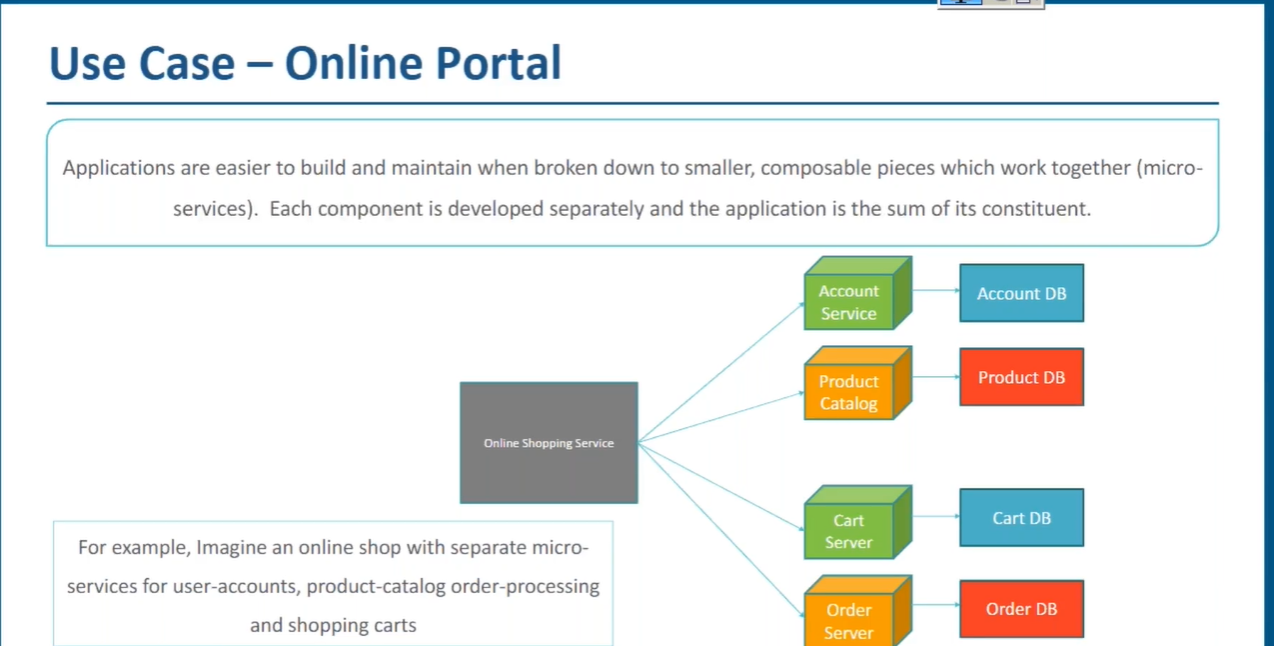 Use Case – Online Portal
Applications are easier to build and maintain when broken down to smaller, composable pieces which work together (micro-
services).  Each component is developed separately and the application is the sum of its constituent.
Account
Service
Account DB
Product
Catalog
Product DB
Online Shopping Service
Cart
Server
Cart DB
Order
Server
Order DB
For example, Imagine an online shop with separate micro-
services for user-accounts, product-catalog order-processing
and shopping carts